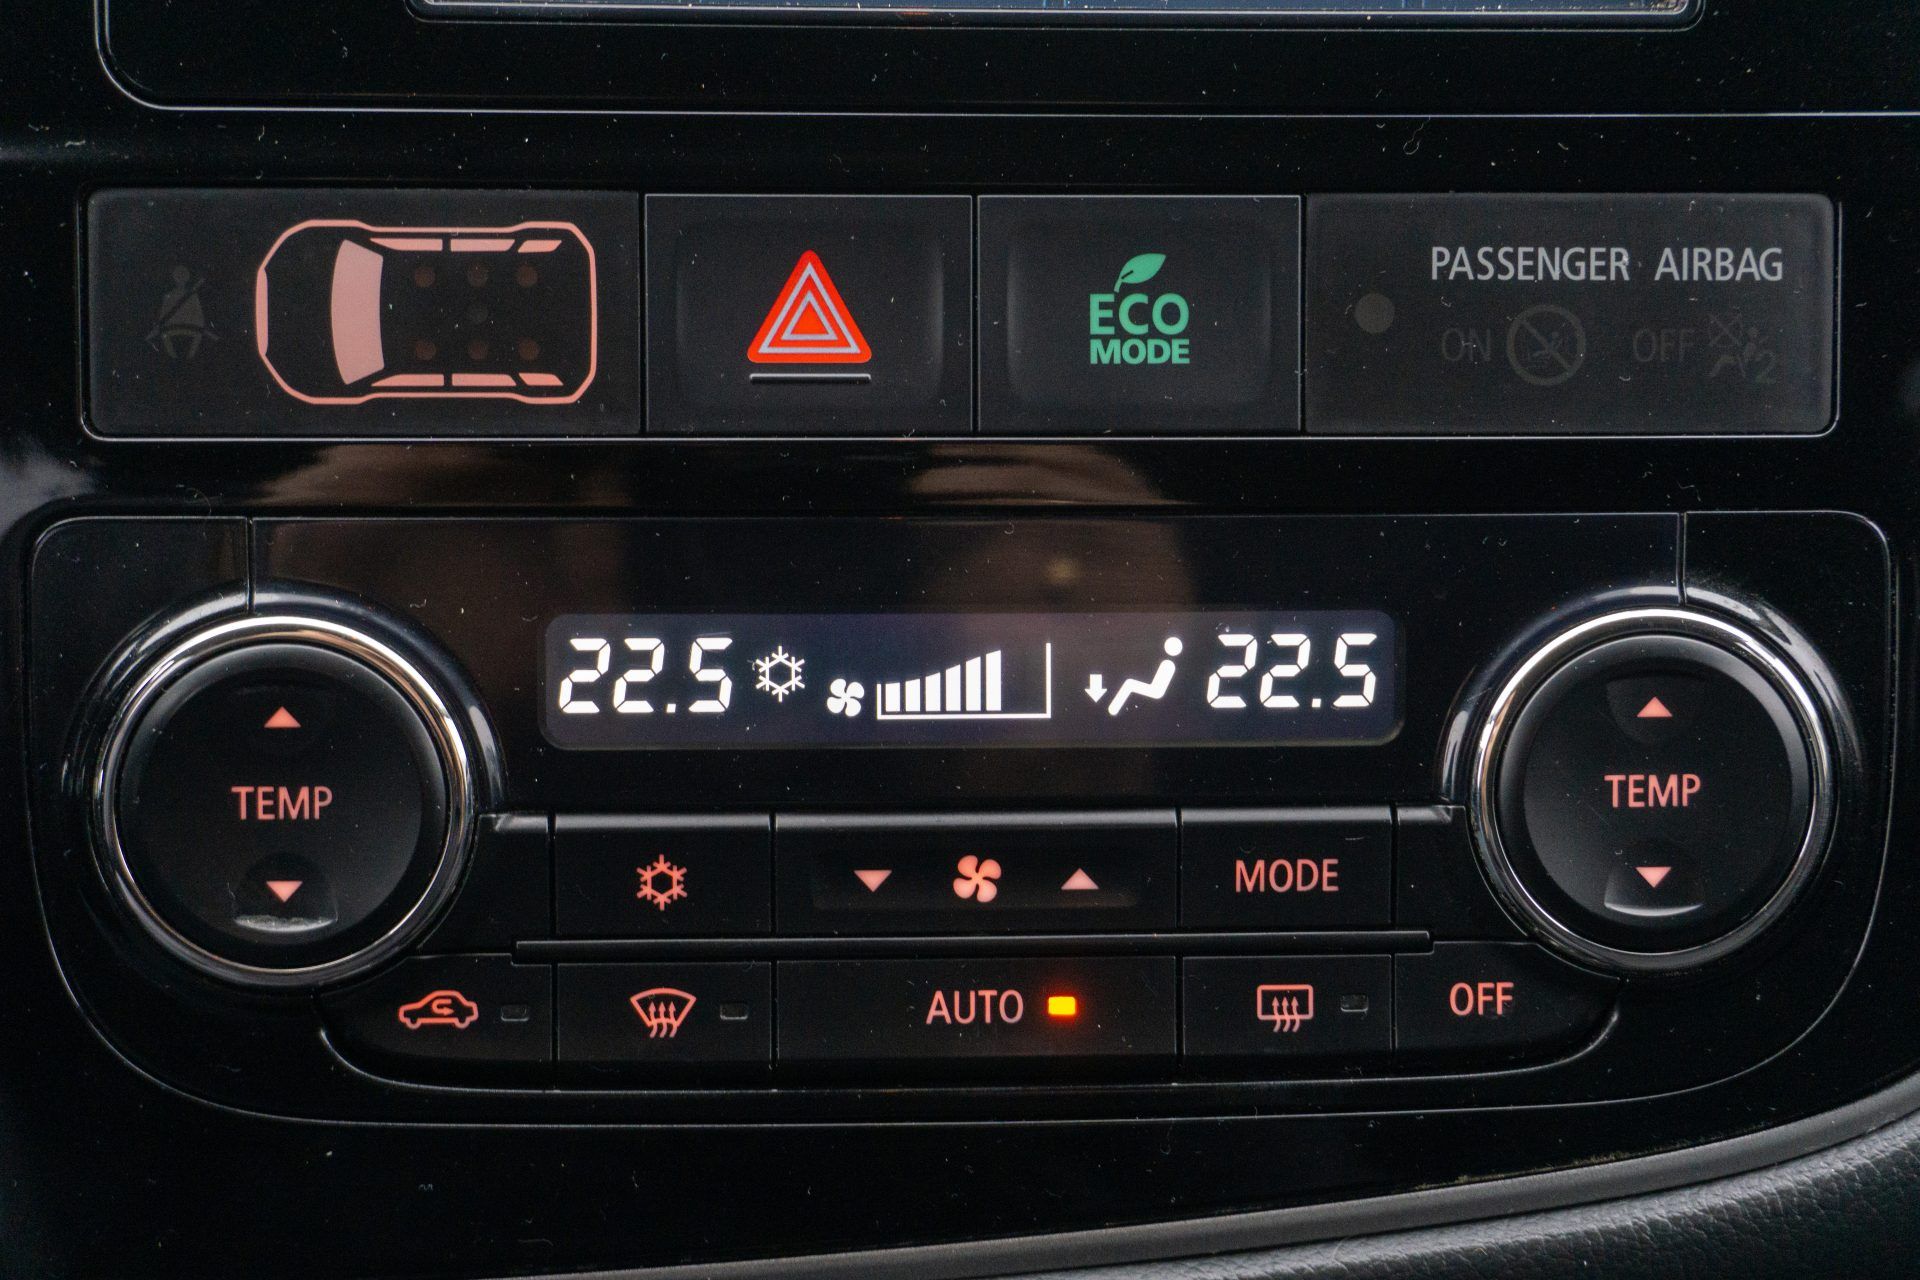 PASSENGER AIRBAG
ECO
MODE
ON OFF 2
22.5 22.5
TEMP
TEMP
MODE
AUTO
OFF